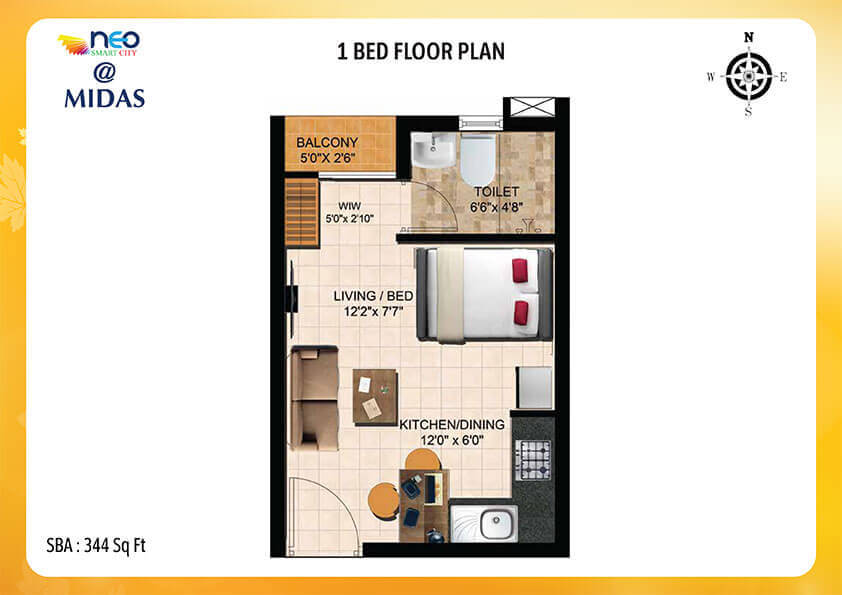 neo
SMART CITY
@
MIDAS
1 BED FLOOR PLAN
N
W E
S
BALCONY
5'0"X 2'6"
TOILET
6'6"x 4'8"
WIW
5'0"x 2'10"
LIVING / BED
12'2"x 7'7"
KITCHEN/DINING
12'0" x 6'0"
SBA : 344 Sq Ft